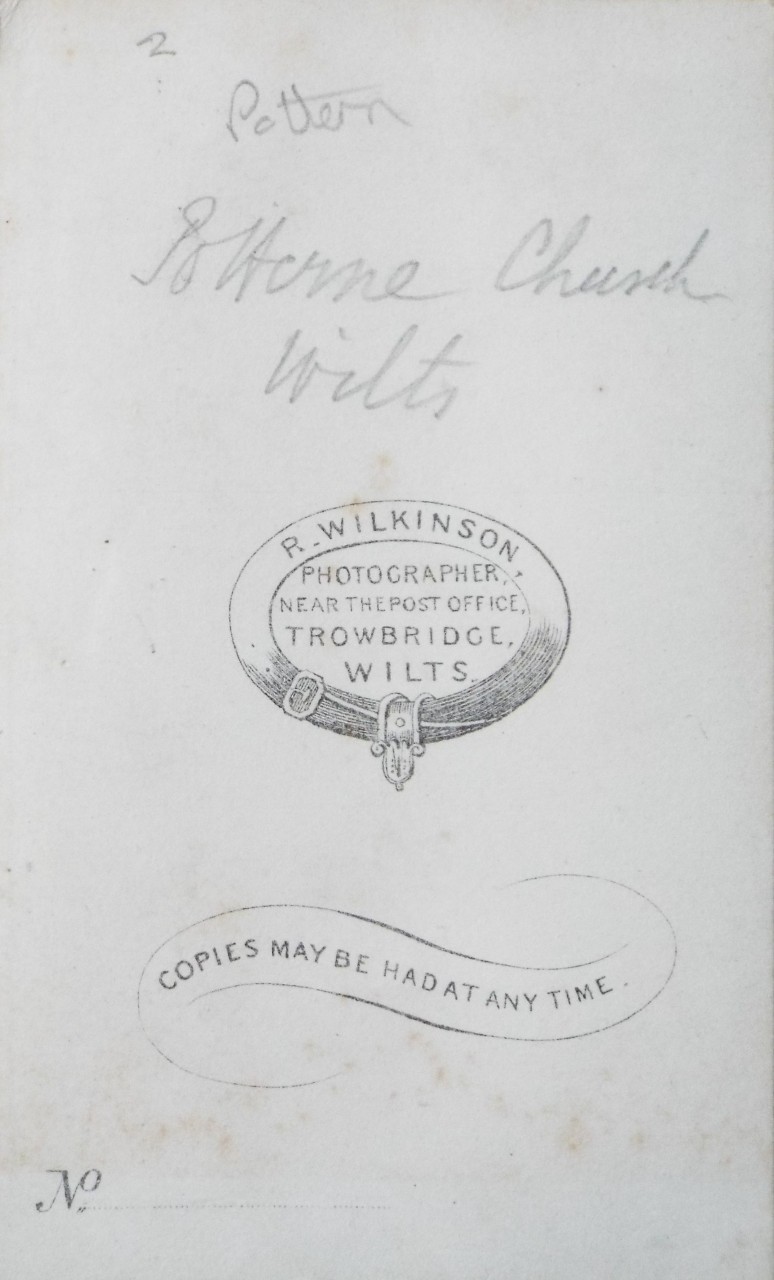 2
Pottern
Potterne Church
Wilts
R. WILKINSON,
PHOTOGRAPHER,
NEAR THE POST OFFICE,
TROWBRIDGE,
WILTS.
COPIES MAY BE HAD AT ANY TIME.
No